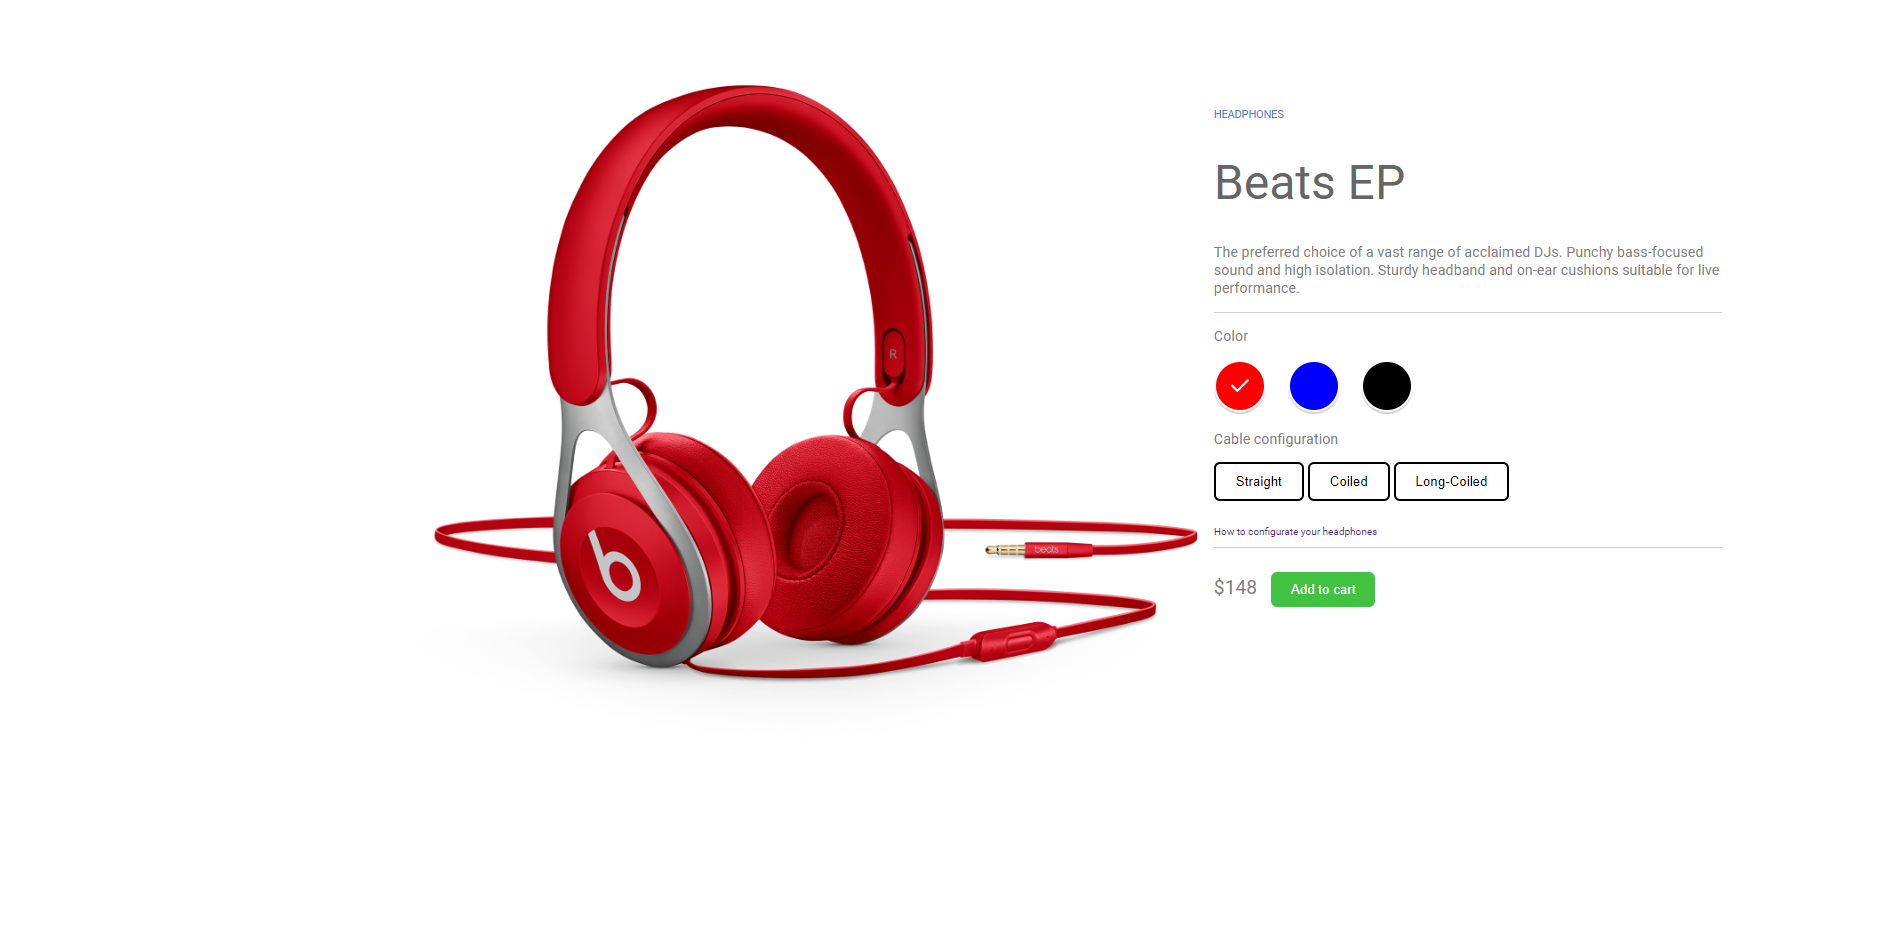 HEADPHONES
Beats EP
The preferred choice of a vast range of acclaimed DJs. Punchy bass-focused
sound and high isolation. Sturdy headband and on-ear cushions suitable for live
performance.
Color
R
Cable configuration
Straight Coiled Long-Coiled
How to configurate your headphones
beats
b
$148 Add to cart